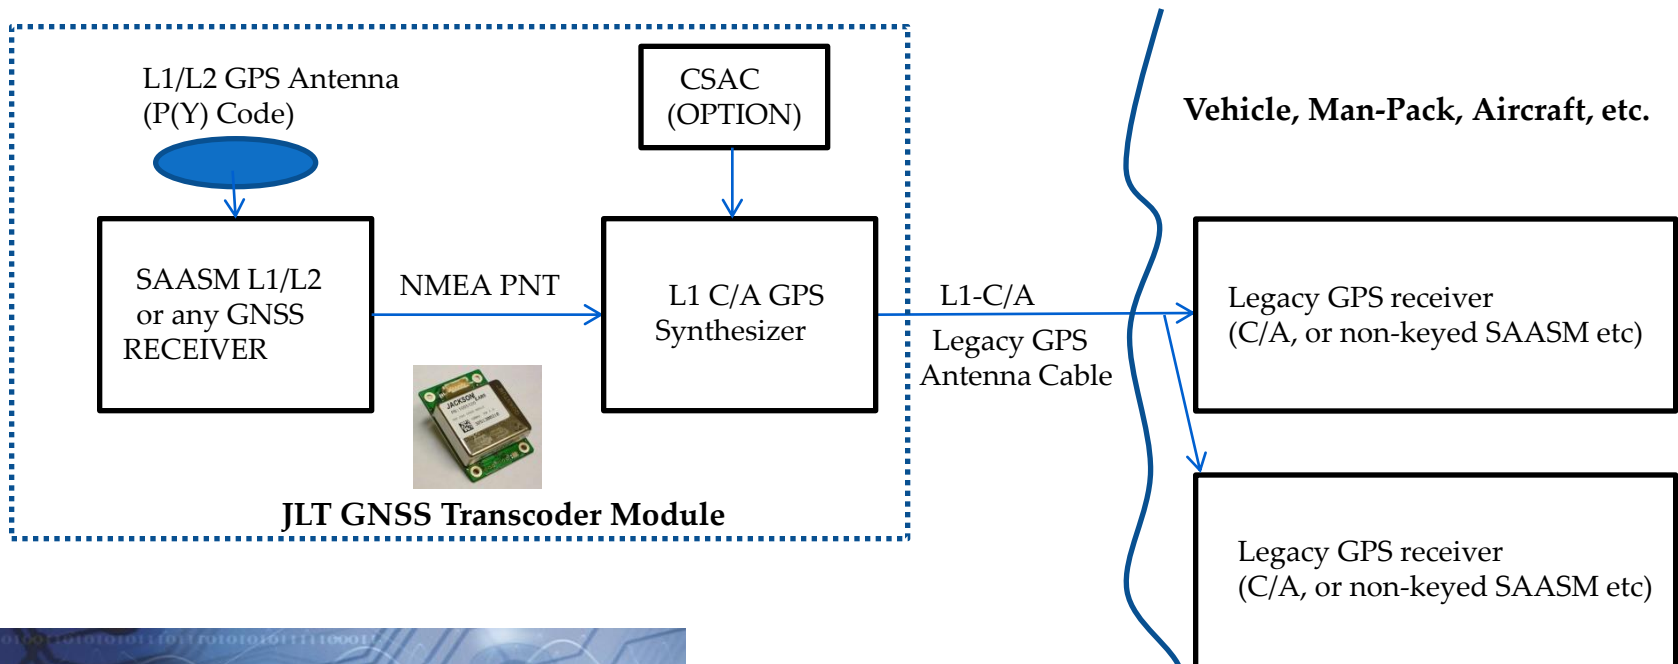 L1/L2 GPS Antenna
(P(Y) Code)
CSAC
(OPTION)
Vehicle, Man-Pack, Aircraft, etc.
SAASM L1/L2
or any GNSS
RECEIVER
NMEA PNT
L1 C/A GPS
Synthesizer
L1-C/A
Legacy GPS
Antenna Cable
Legacy GPS receiver
(C/A, or non-keyed SAASM etc)
JACKSON
JLT GNSS Transcoder Module
Legacy GPS receiver
(C/A, or non-keyed SAASM etc)